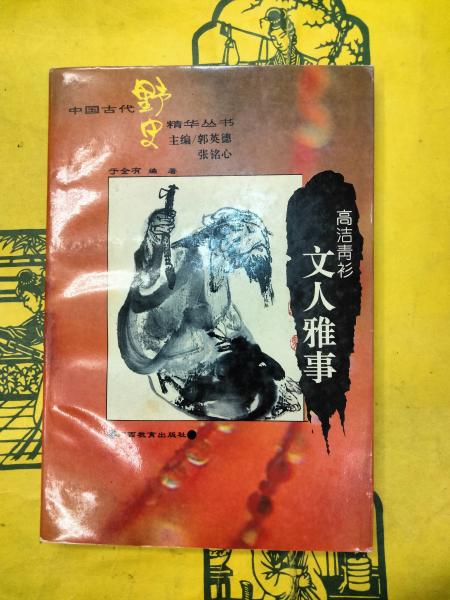 中国古代
野史
精华丛书
主编/郭英德
张铭心
于全有 编 著
高洁青衫
文人雅事
西教育出版社